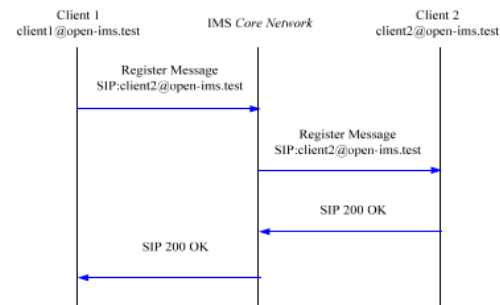 Client 1
client1@open-ims.test
IMS Core Network
Client 2
client2@open-ims.test
Register Message
SIP:client2@open-ims.test
Register Message
SIP:client2@open-ims.test
SIP 200 OK
SIP 200 OK